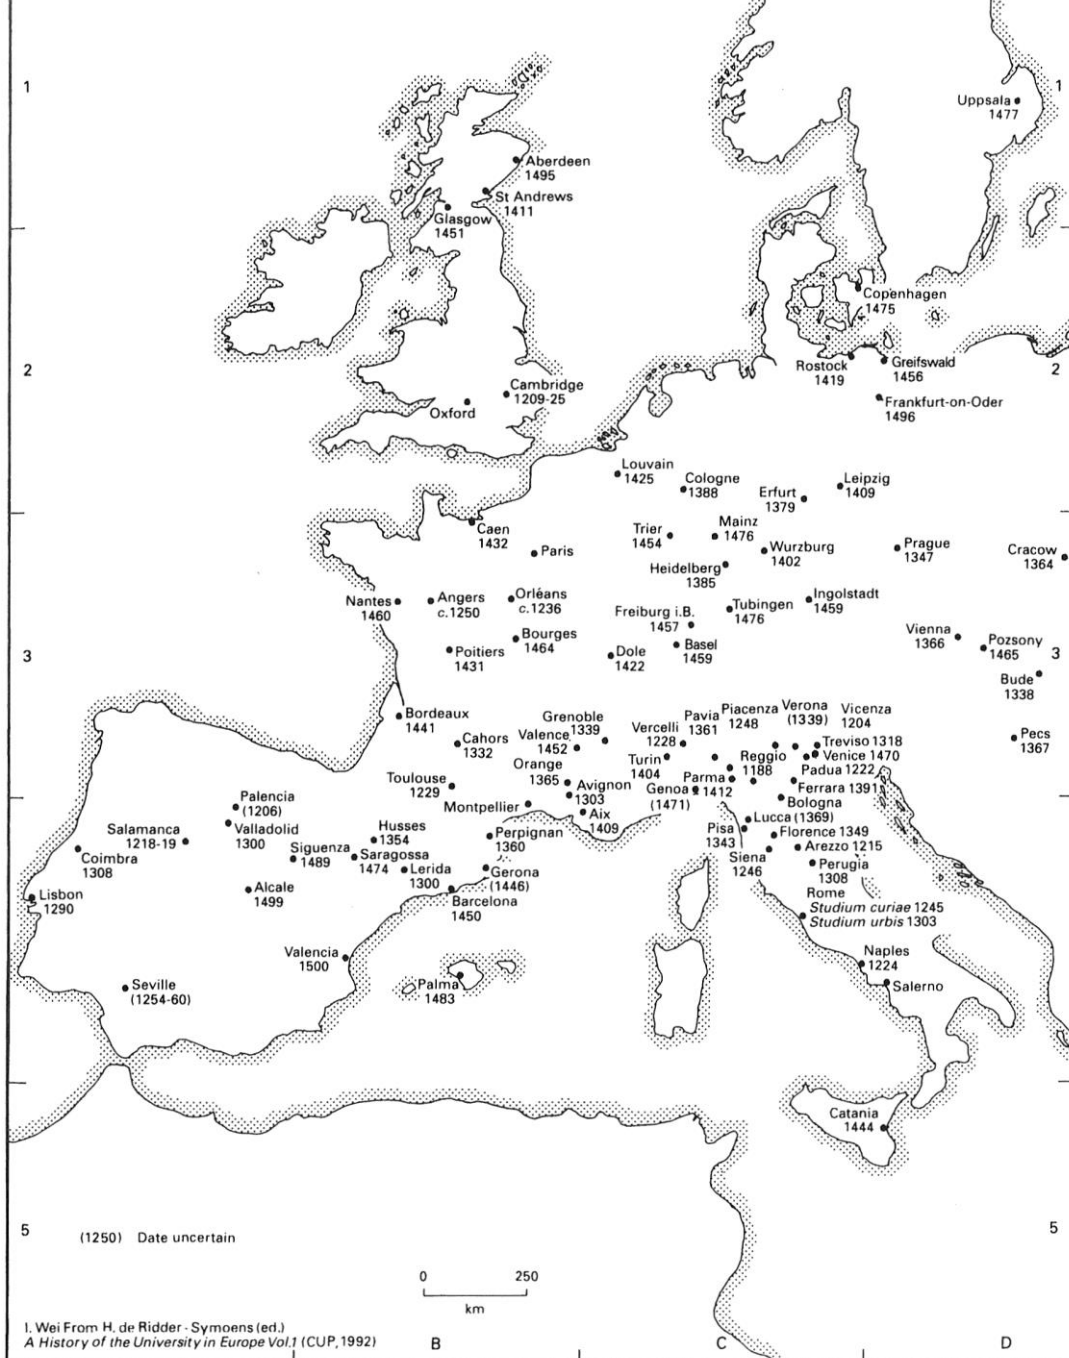 1
1
Uppsala
1477
Aberdeen
1495
St Andrews
1411
Glasgow
1451
Copenhagen
1475
2
2
Rostock
1419
Greifswald
1456
Cambridge
1209-25
Oxford
Frankfurt-on-Oder
1496
Louvain
1425
Cologne
1388
Erfurt
1379
Leipzig
1409
Caen
1432
Paris
Trier
1454
Mainz
1476
Wurzburg
1402
Prague
1347
Cracow
1364
Heidelberg
1385
Nantes
1460
Angers
c. 1250
Orléans
c. 1236
Freiburg i.B.
1457
Tubingen
1476
Ingolstadt
1459
3
3
Poitiers
1431
Bourges
1464
Dole
1422
Basel
1459
Vienna
1366
Pozsony
1465
Bude
1338
Bordeaux
1441
Cahors
1332
Grenoble
1339
Valence
1452
Vercelli
1228
Pavia
1361
Piacenza
1248
Verona
(1339)
Vicenza
1204
Pecs
1367
Treviso 1318
Venice 1470
Padua 1222
Ferrara 1391
Bologna
Toulouse
1229
Orange
1365
Turin
1404
Reggio
1188
Parma
1412
Genoa
(1471)
Avignon
1303
Montpellier
Aix
1409
Palencia
(1206)
Valladolid
1300
Salamanca
1218-19
Coimbra
1308
Lisbon
1290
Siguenza
1489
Husses
1354
Saragossa
1474
Lerida
1300
Perpignan
1360
Gerona
(1446)
Barcelona
1450
Alcale
1499
Pisa
1343
Lucca (1369)
Florence 1349
Siena
1246
Arezzo 1215
Perugia
1308
Rome
Studium curiae 1245
Studium urbis 1303
Valencia
1500
Palma
1483
Seville
(1254-60)
Naples
1224
Salerno
Catania
1444
5
5
(1250) Date uncertain
0 250
km
I. Wei From H. de Ridder-Symoens (ed.)
A History of the University in Europe Vol.1 (CUP, 1992)
B
C
D